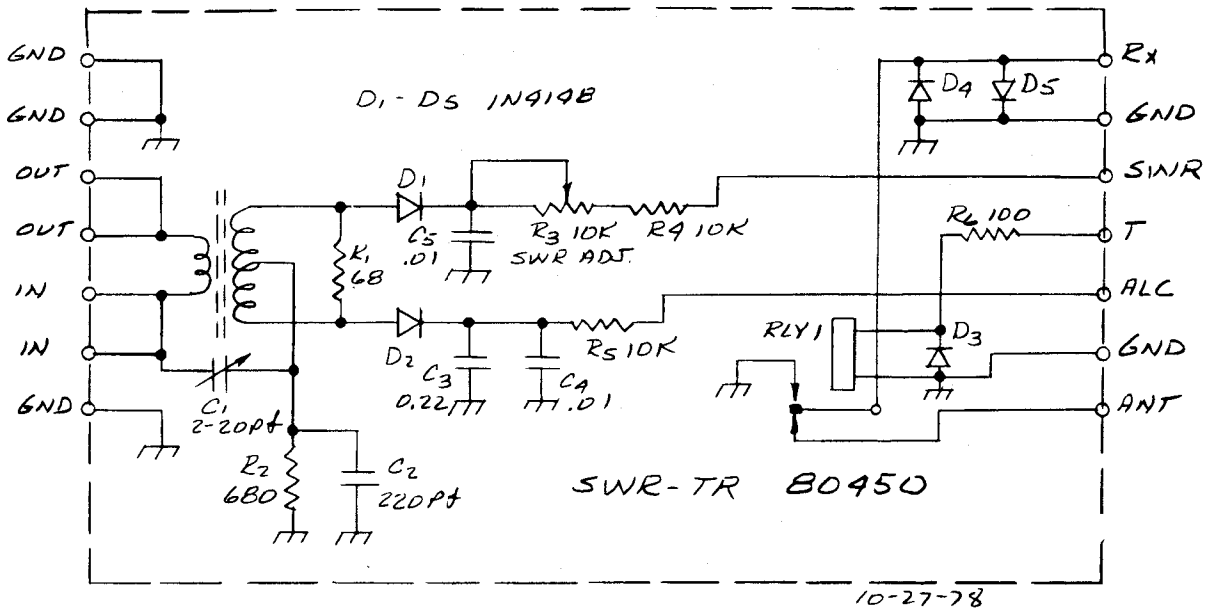 GND
GND
OUT
OUT
IN
IN
GND
D1-D5 1N4148
D1
C5
.01
R3 10K
SWR ADJ.
R4 10K
R1
68
D2
C3
0.22
C4
.01
R5 10K
C1
2-20pf
R2
680
C2
220pf
RLY1
D3
R6 100
D4
D5
Rx
GND
SWR
T
ALC
GND
ANT
SWR-TR 80450
10-27-78